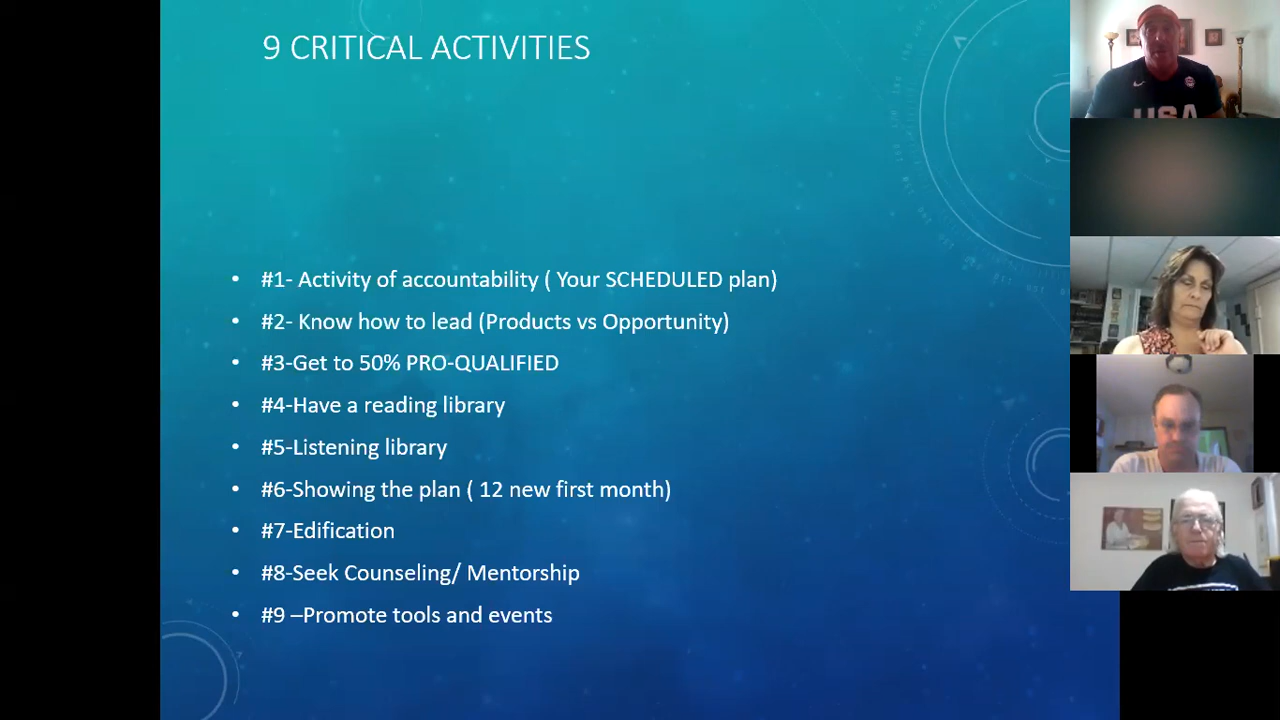 9 CRITICAL ACTIVITIES
• #1- Activity of accountability ( Your SCHEDULED plan)
• #2- Know how to lead (Products vs Opportunity)
• #3-Get to 50% PRO-QUALIFIED
• #4-Have a reading library
• #5-Listening library
• #6-Showing the plan ( 12 new first month)
• #7-Edification
• #8-Seek Counseling/ Mentorship
• #9 –Promote tools and events
USA